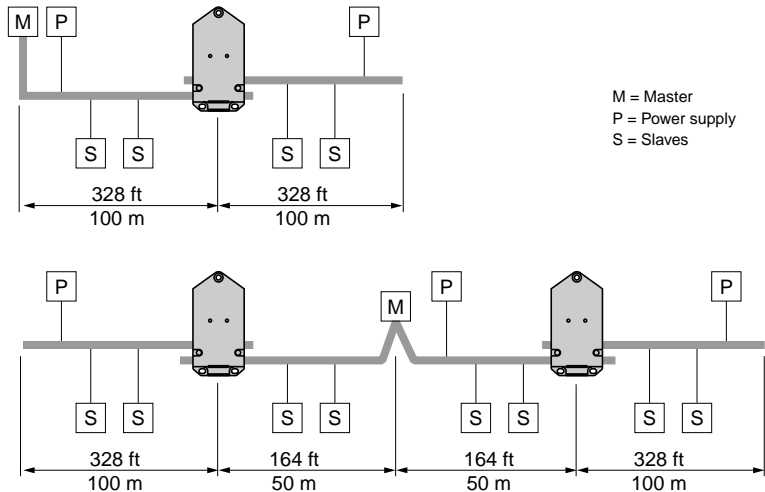 M P P
M = Master
P = Power supply
S = Slaves
S S S S
328 ft 328 ft
100 m 100 m
P M P P
S S S S S S S S
328 ft 164 ft 164 ft 328 ft
100 m 50 m 50 m 100 m